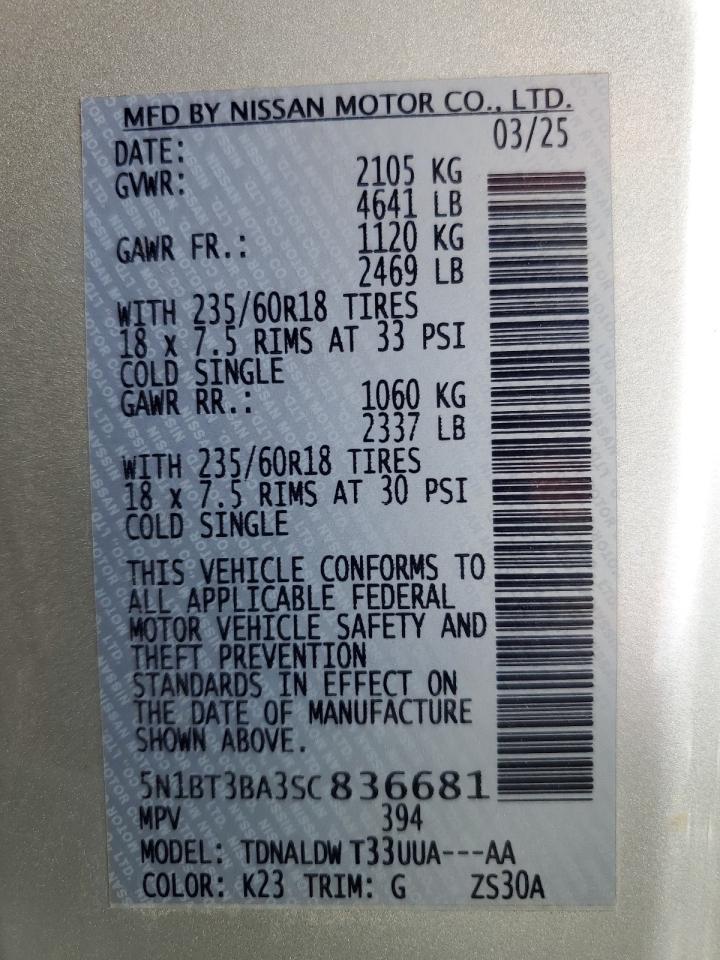 MFD BY NISSAN MOTOR CO., LTD.
DATE: 03/25
GVWR: 2105 KG
4641 LB
GAWR FR.: 1120 KG
2469 LB
WITH 235/60R18 TIRES
18 x 7.5 RIMS AT 33 PSI
COLD SINGLE
GAWR RR.: 1060 KG
2337 LB
WITH 235/60R18 TIRES
18 x 7.5 RIMS AT 30 PSI
COLD SINGLE
THIS VEHICLE CONFORMS TO
ALL APPLICABLE FEDERAL
MOTOR VEHICLE SAFETY AND
THEFT PREVENTION
STANDARDS IN EFFECT ON
THE DATE OF MANUFACTURE
SHOWN ABOVE.
5N1BT3BA3SC836681
MPV 394
MODEL: TDNALDW T33UUA---AA
COLOR: K23 TRIM: G ZS30A